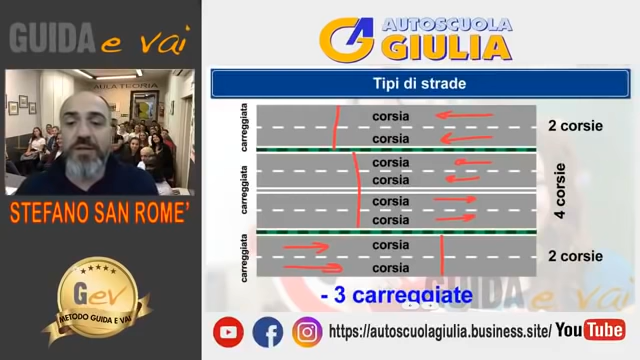 GUIDA e vai
AULA TEORIA
STEFANO SAN ROME'
Gev
METODO GUIDA E VAI
AUTOSCUOLA
GIULIA
Tipi di strade
carreggiata
corsia
corsia
2 corsie
carreggiata
corsia
corsia
corsia
corsia
4 corsie
carreggiata
corsia
corsia
2 corsie
GUIDA e vai
- 3 carreggiate
https://autoscuolagiulia.business.site/
YouTube